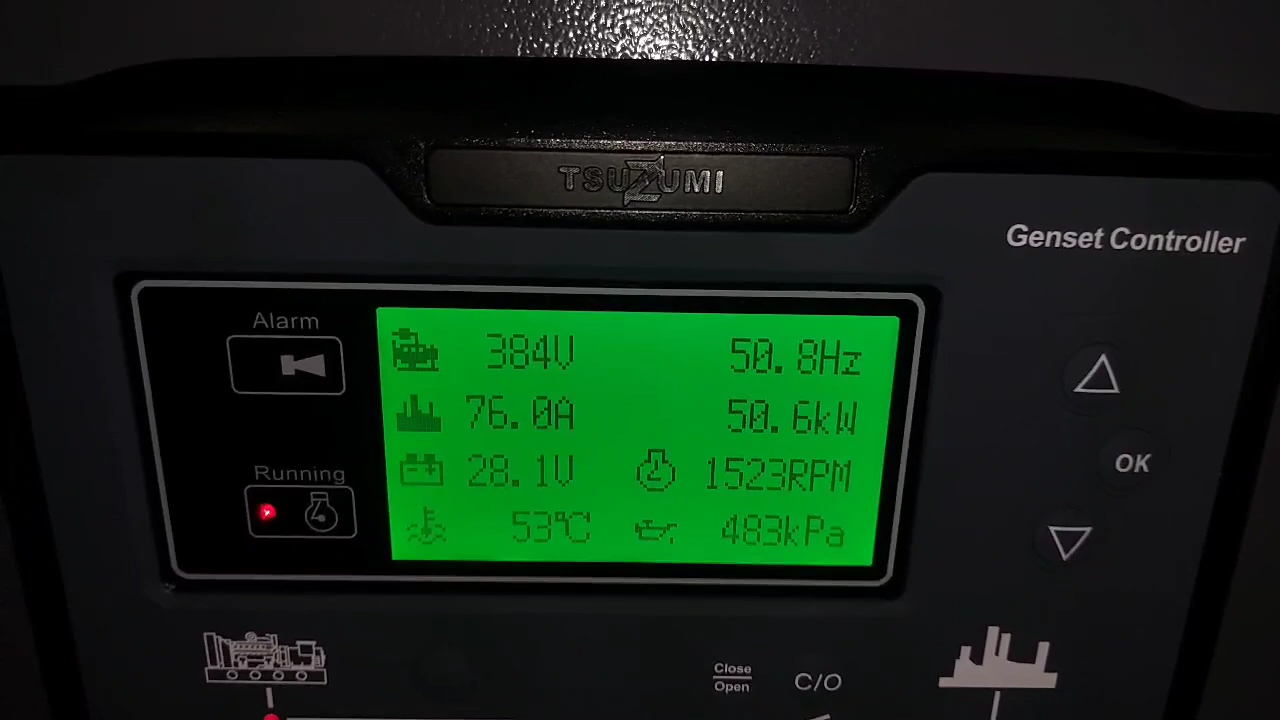 TSUZUMI
Genset Controller
Alarm
384V 50.8Hz
76.0A 50.6kW
28.1V 1523RPM
53℃ 483kPa
Running
OK
Close
Open
C/O